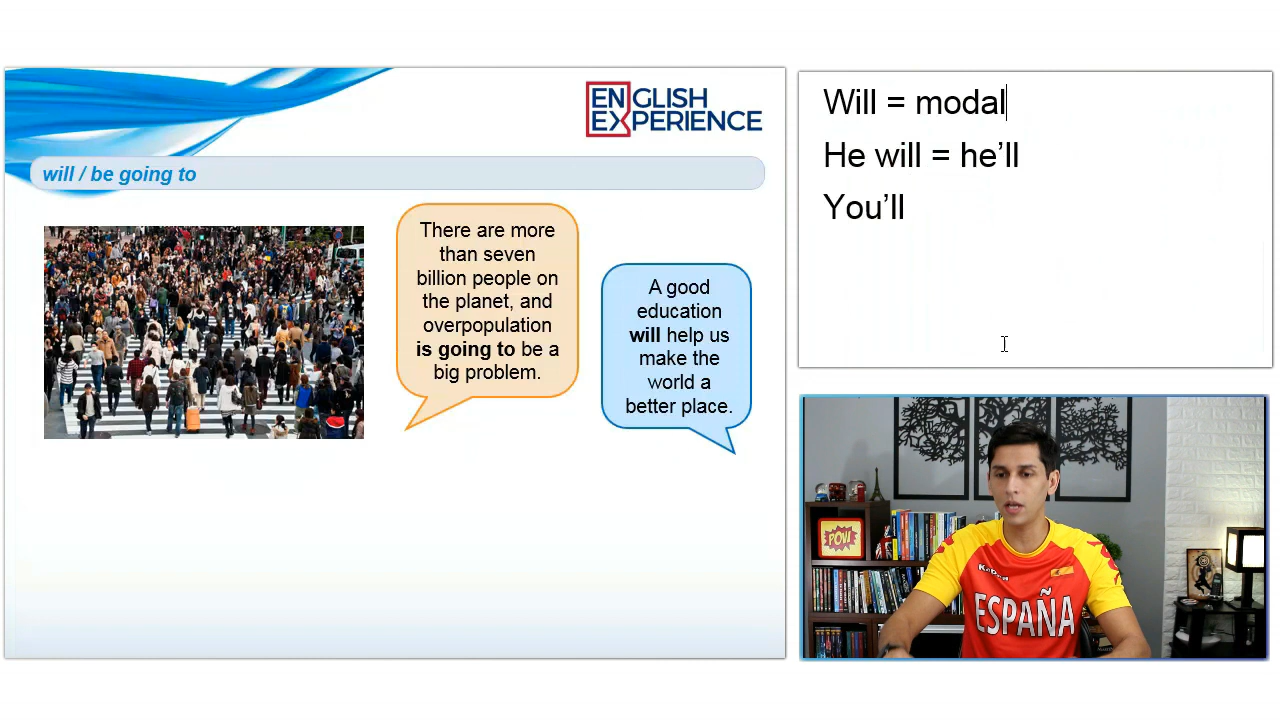 ENGLISH
EXPERIENCE
will / be going to
There are more
than seven
billion people on
the planet, and
overpopulation
is going to be a
big problem.
A good
education
will help us
make the
world a
better place.
Will = modal
He will = he’ll
You’ll
POW!
ESPAÑA